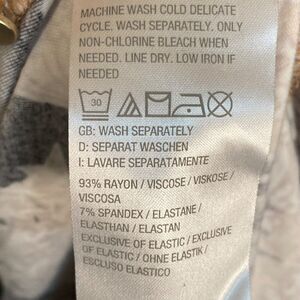 MACHINE WASH COLD DELICATE
CYCLE. WASH SEPARATELY. ONLY
NON-CHLORINE BLEACH WHEN
NEEDED. LINE DRY. LOW IRON IF
NEEDED
30
GB: WASH SEPARATELY
D: SEPARAT WASCHEN
I: LAVARE SEPARATAMENTE
93% RAYON / VISCOSE / VISKOSE /
VISCOSA
7% SPANDEX / ELASTANE /
ELASTHAN / ELASTAN
EXCLUSIVE OF ELASTIC / EXCLUSIVE
OF ELASTIC / OHNE ELASTIK /
ESCLUSO ELASTICO